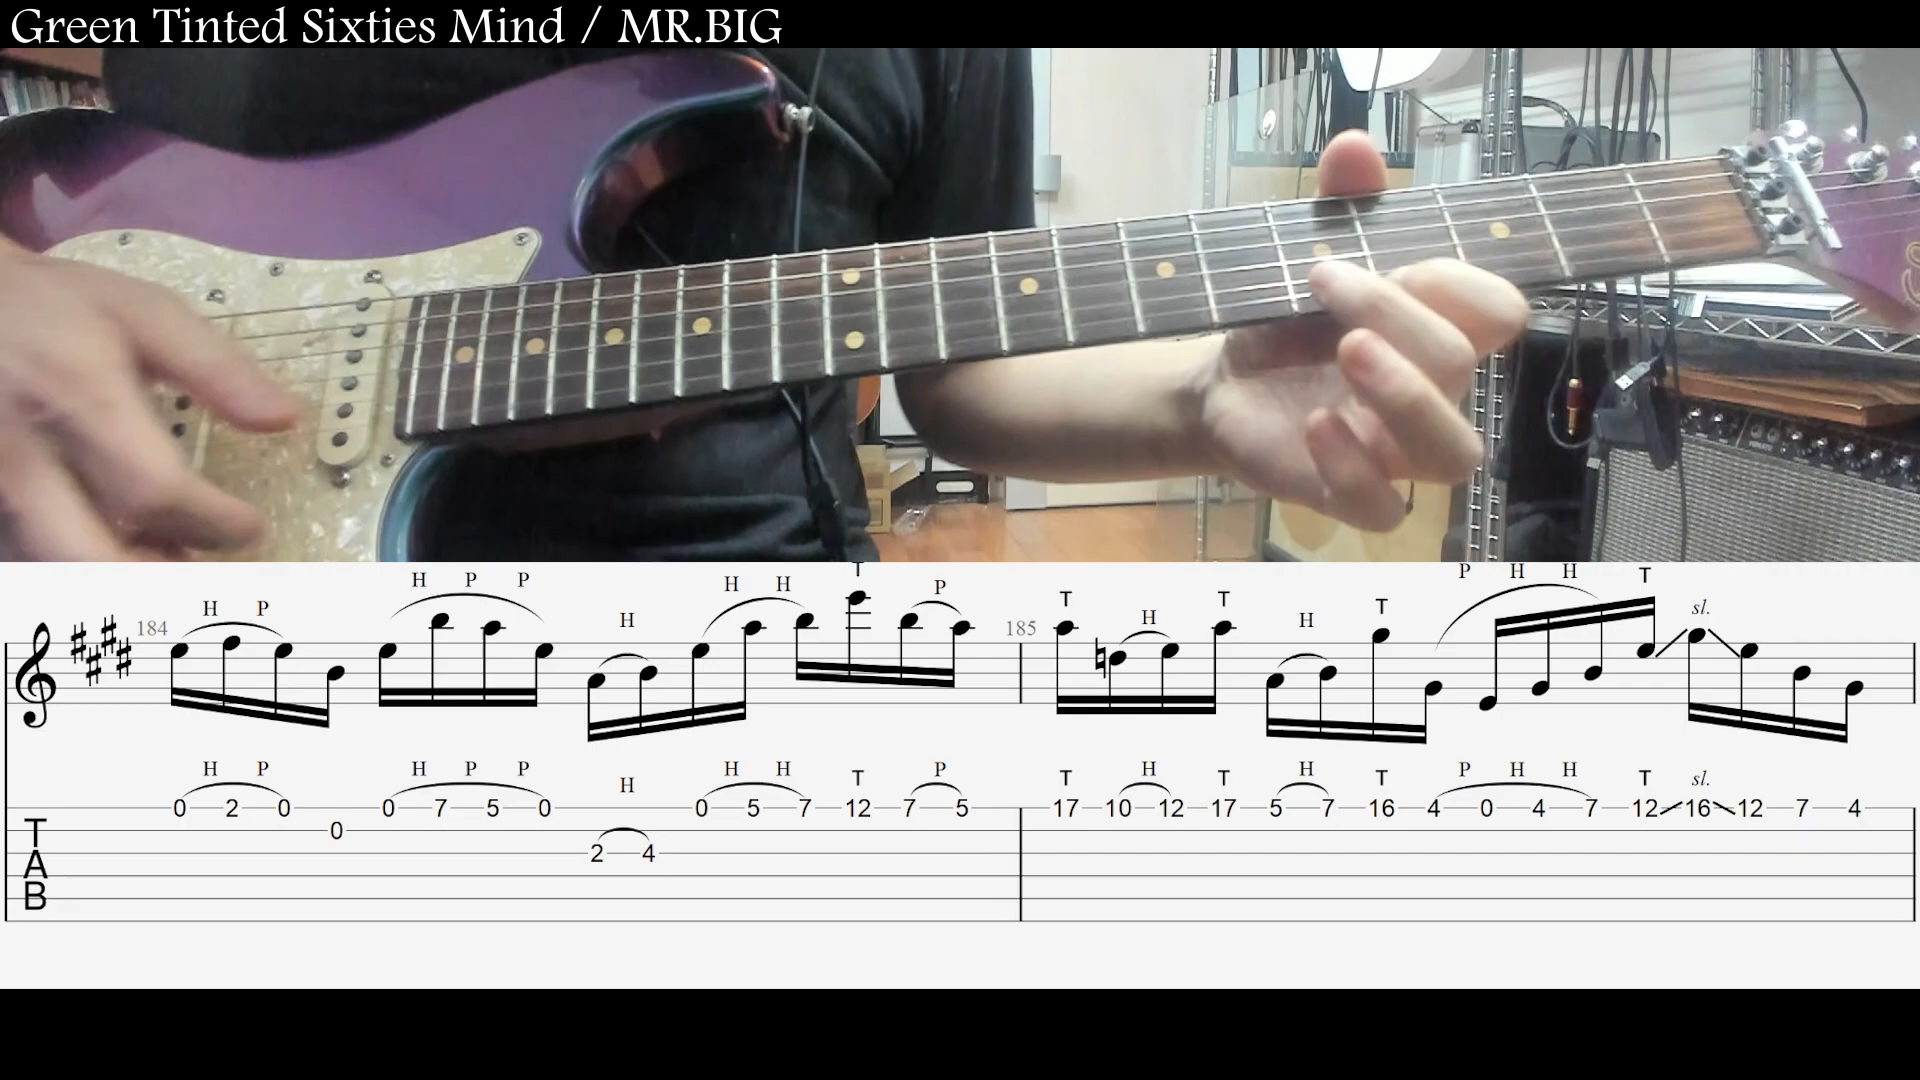 Green Tinted Sixties Mind / MR.BIG
H P H P P H H H T P T H T H T P H H T sl.
184 185
H P H P P H H H T P T H T H T P H H T sl.
0 2 0 0 7 5 0 0 5 7 12 7 5 17 10 12 17 5 7 16 4 0 4 7 12 16 12 7 4
T 0
A 2 4
B